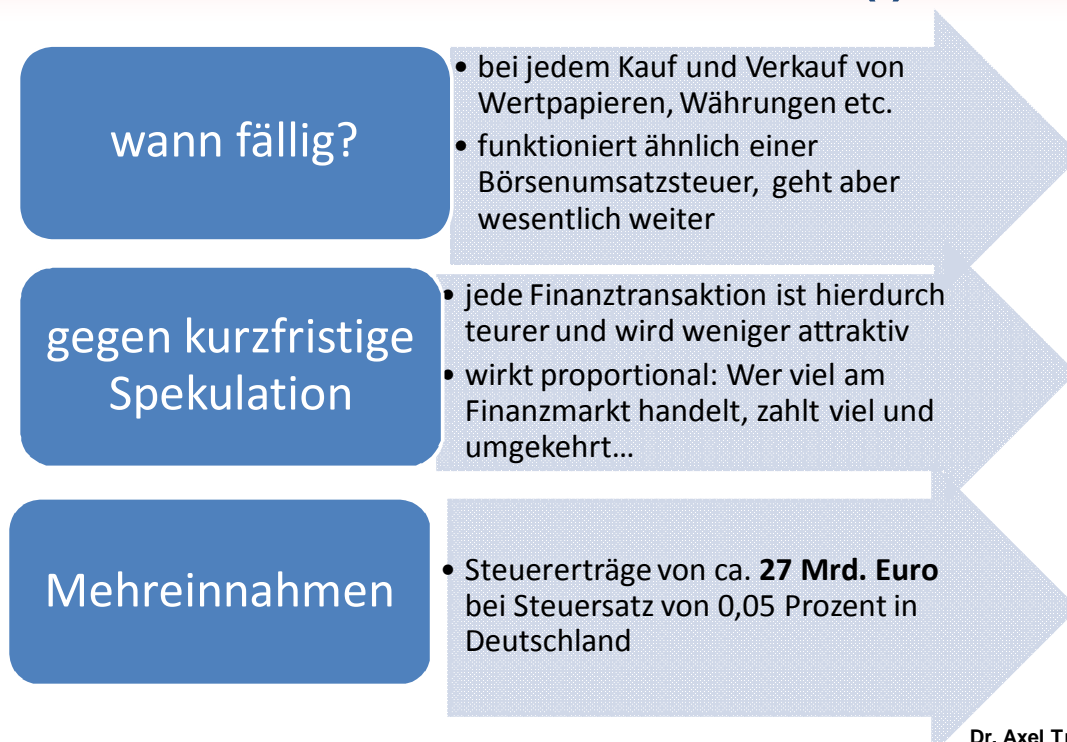 wann fällig?
• bei jedem Kauf und Verkauf von
Wertpapieren, Währungen etc.
• funktioniert ähnlich einer
Börsenumsatzsteuer, geht aber
wesentlich weiter
gegen kurzfristige
Spekulation
• jede Finanztransaktion ist hierdurch
teurer und wird weniger attraktiv
• wirkt proportional: Wer viel am
Finanzmarkt handelt, zahlt viel und
umgekehrt…
Mehreinnahmen
• Steuererträge von ca. 27 Mrd. Euro
bei Steuersatz von 0,05 Prozent in
Deutschland
Dr. Axel